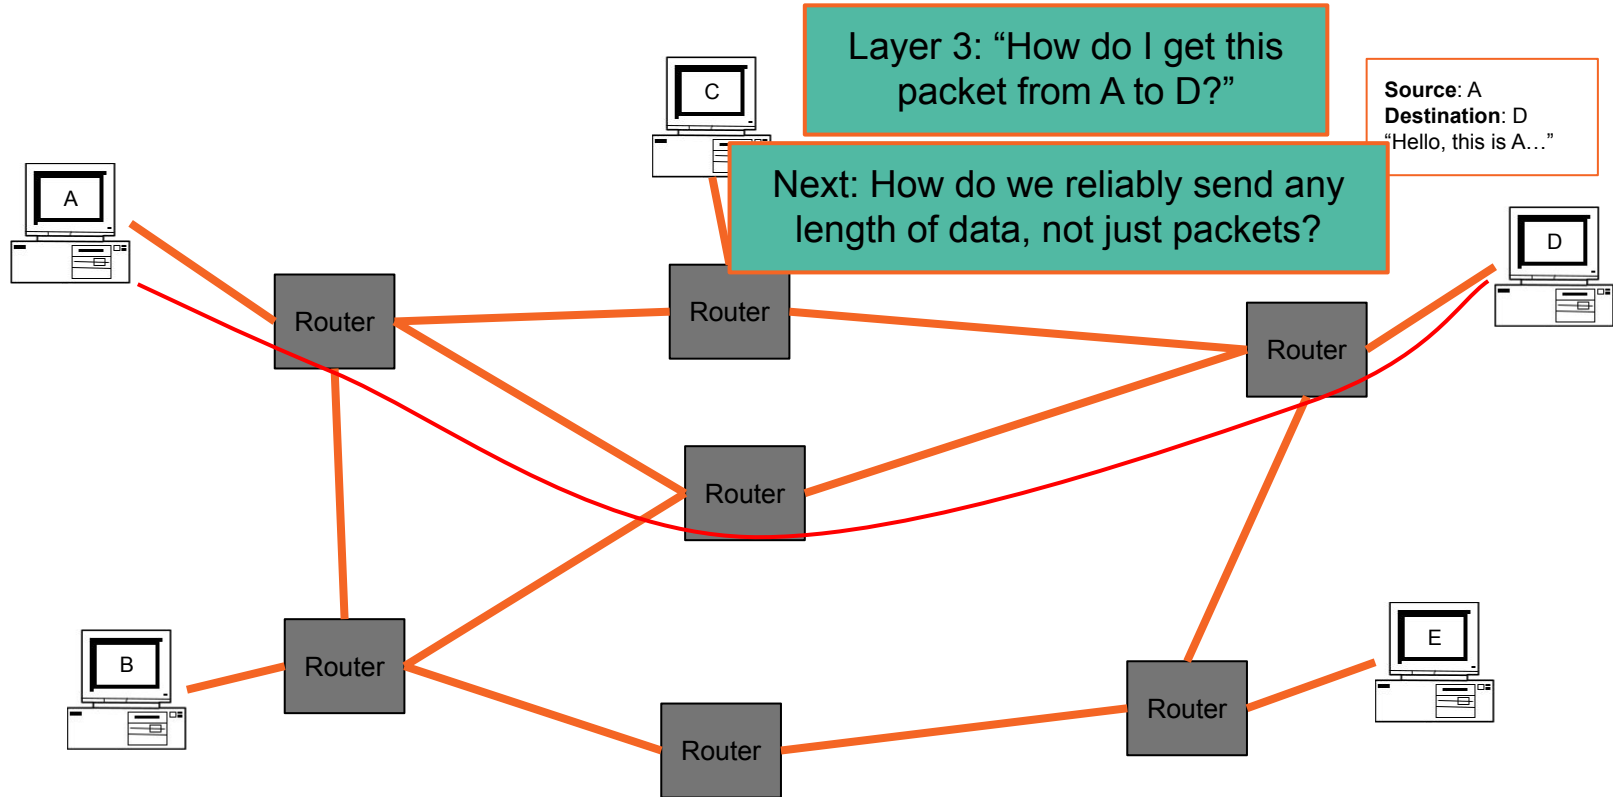 Layer 3: “How do I get this
packet from A to D?”
C
Source: A
Destination: D
“Hello, this is A…”
Next: How do we reliably send any
length of data, not just packets?
A
D
Router
Router
Router
Router
B
Router
E
Router
Router